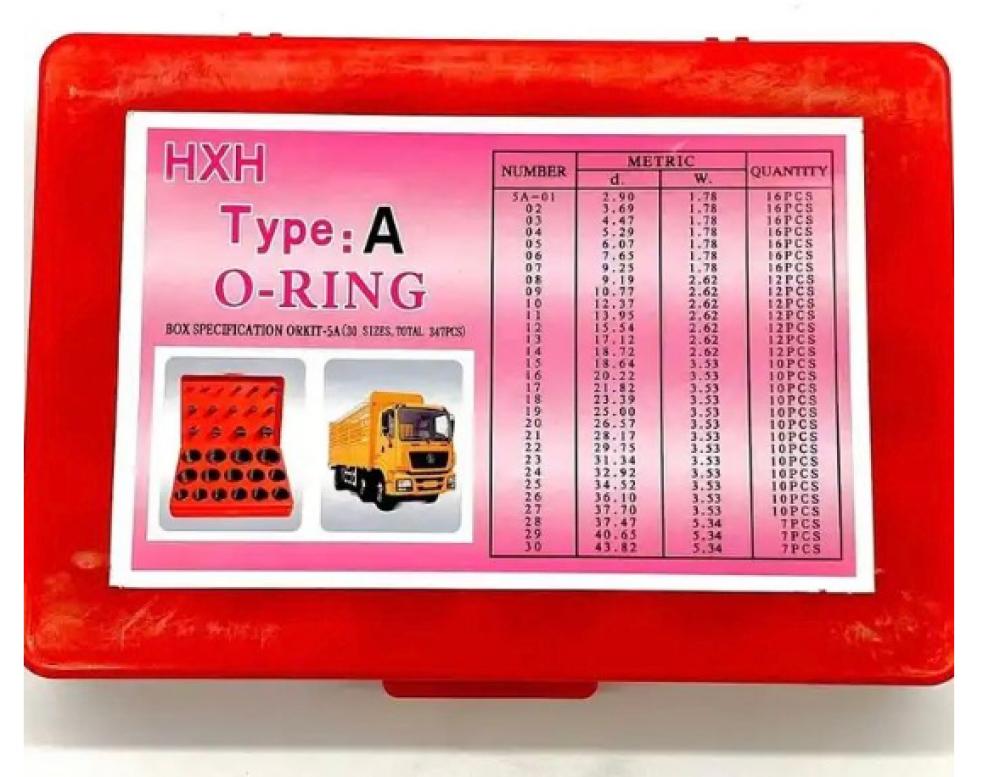 HXH
Type: A
O-RING
BOX SPECIFICATION ORKIT-5A(30 SIZES, TOTAL 347PCS)
NUMBER METRIC QUANTITY
d. W.
5A-01 2.90 1.78 16PCS
02 3.69 1.78 16PCS
03 4.47 1.78 16PCS
04 5.29 1.78 16PCS
05 6.07 1.78 16PCS
06 7.65 1.78 16PCS
07 9.25 1.78 16PCS
08 9.19 2.62 12PCS
09 10.77 2.62 12PCS
10 12.37 2.62 12PCS
11 13.95 2.62 12PCS
12 15.54 2.62 12PCS
13 17.12 2.62 12PCS
14 18.72 2.62 12PCS
15 18.64 3.53 10PCS
16 20.22 3.53 10PCS
17 21.82 3.53 10PCS
18 23.39 3.53 10PCS
19 25.00 3.53 10PCS
20 26.57 3.53 10PCS
21 28.17 3.53 10PCS
22 29.75 3.53 10PCS
23 31.34 3.53 10PCS
24 32.92 3.53 10PCS
25 34.52 3.53 10PCS
26 36.10 3.53 10PCS
27 37.70 3.53 10PCS
28 37.47 5.34 7PCS
29 40.65 5.34 7PCS
30 43.82 5.34 7PCS